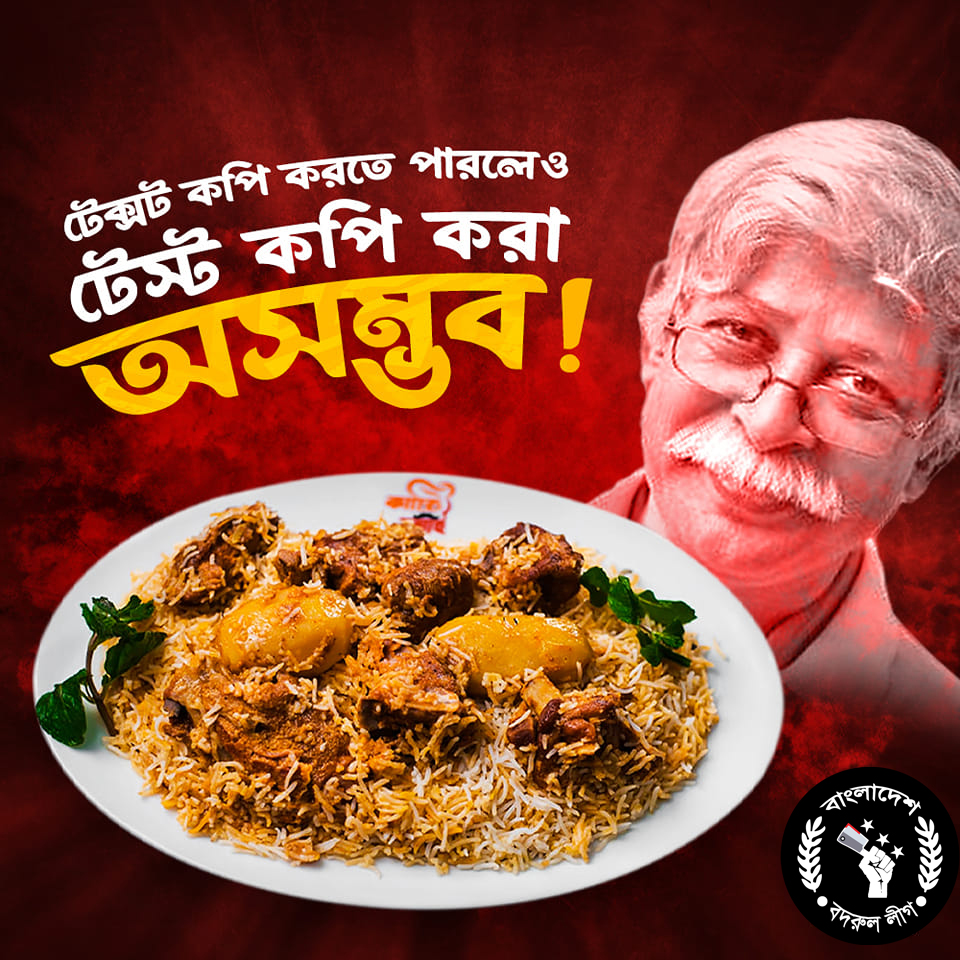 টেক্সট কপি করতে পারলেও
টেস্ট কপি করা
অসম্ভব!
বাংলাদেশ
বদরুল লীগ